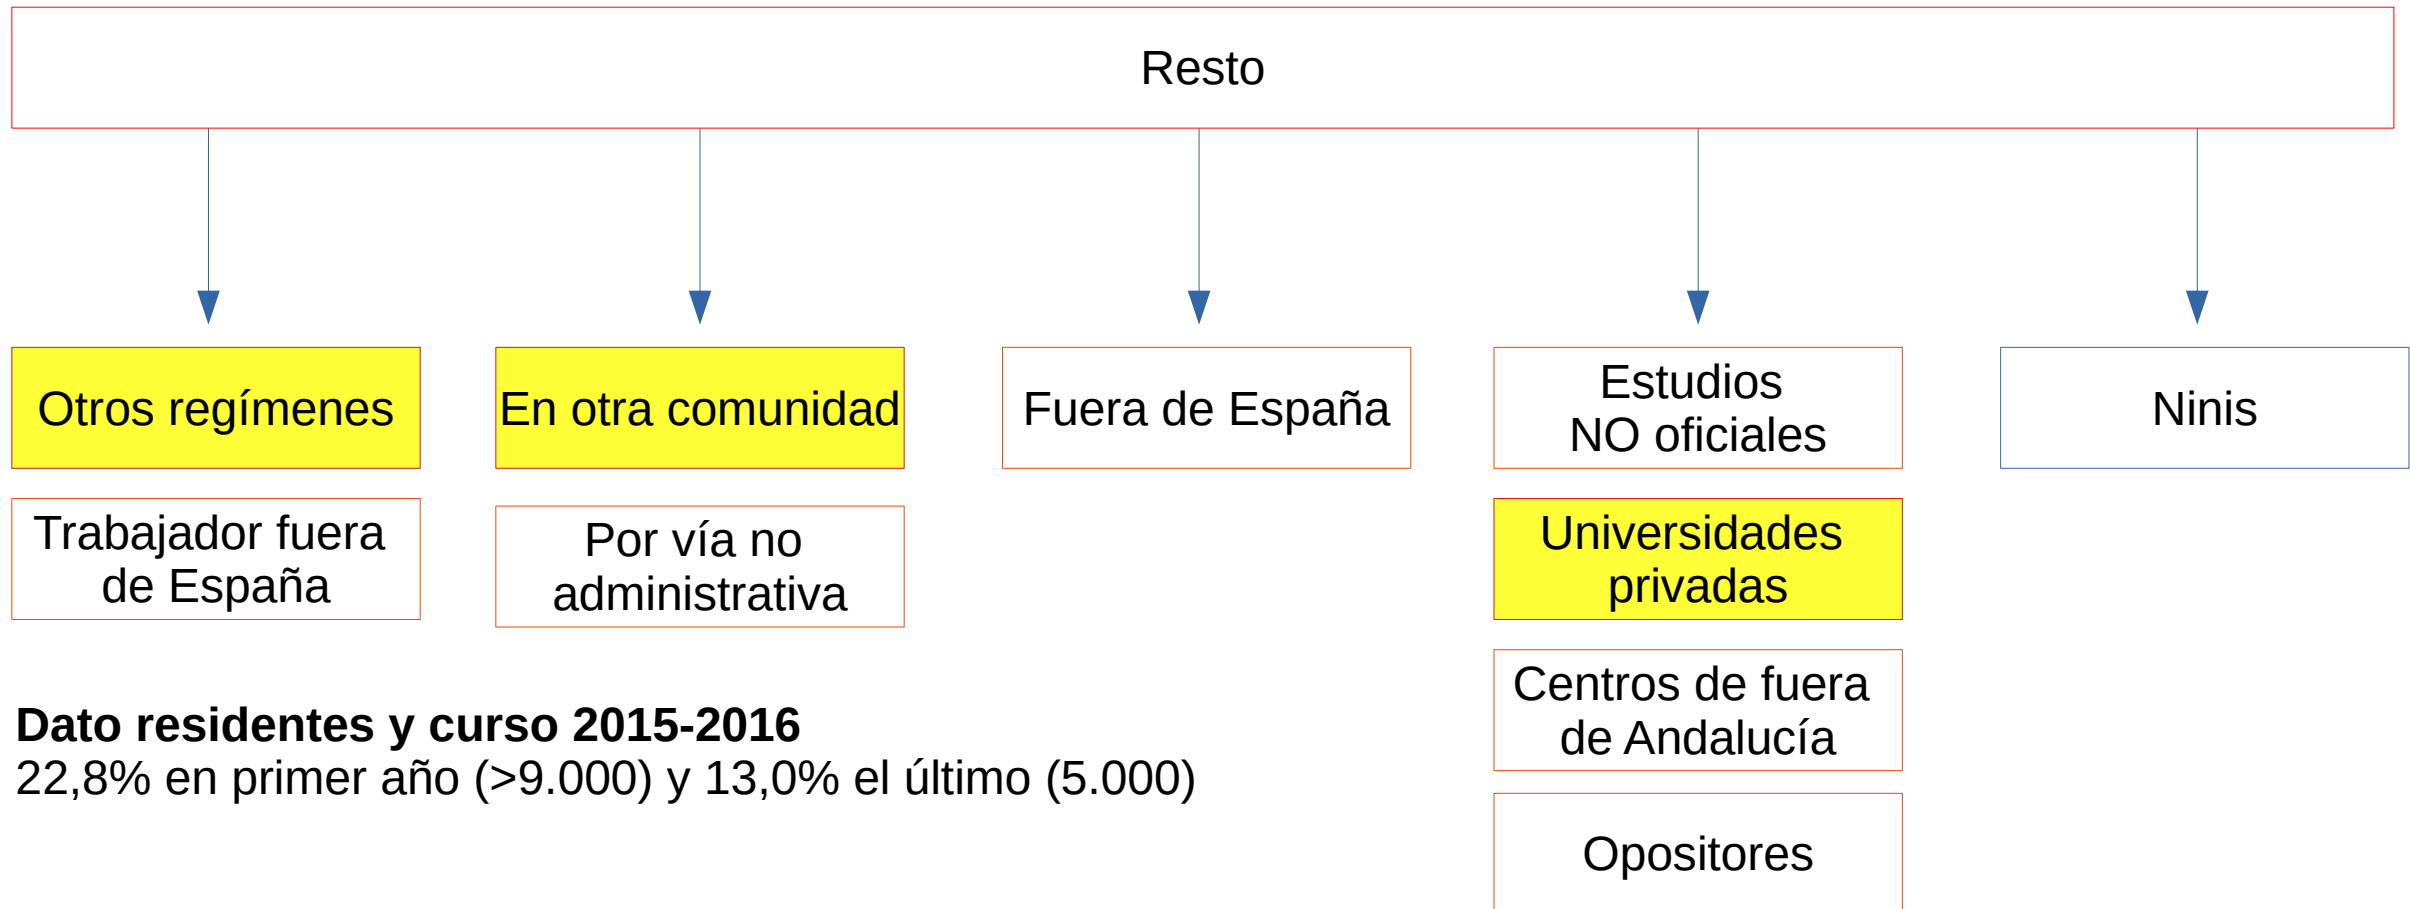 Resto
Otros regímenes
En otra comunidad
Fuera de España
Estudios
NO oficiales
Ninis
Trabajador fuera
de España
Por vía no
administrativa
Universidades
privadas
Centros de fuera
de Andalucía
Opositores
Dato residentes y curso 2015-2016
22,8% en primer año (>9.000) y 13,0% el último (5.000)